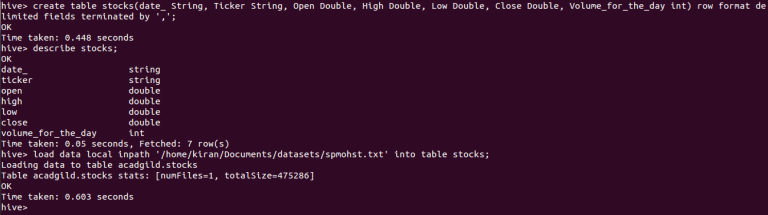 hive> create table stocks(date_ String, Ticker String, Open Double, High Double, Low Double, Close Double, Volume_for_the_day int) row format de
limited fields terminated by ',';
OK
Time taken: 0.448 seconds
hive> describe stocks;
OK
date_ string
ticker string
open double
high double
low double
close double
volume_for_the_day int
Time taken: 0.05 seconds, Fetched: 7 row(s)
hive> load data local inpath '/home/kiran/Documents/datasets/spmohst.txt' into table stocks;
Loading data to table acadgild.stocks
Table acadgild.stocks stats: [numFiles=1, totalSize=475286]
OK
Time taken: 0.603 seconds
hive>